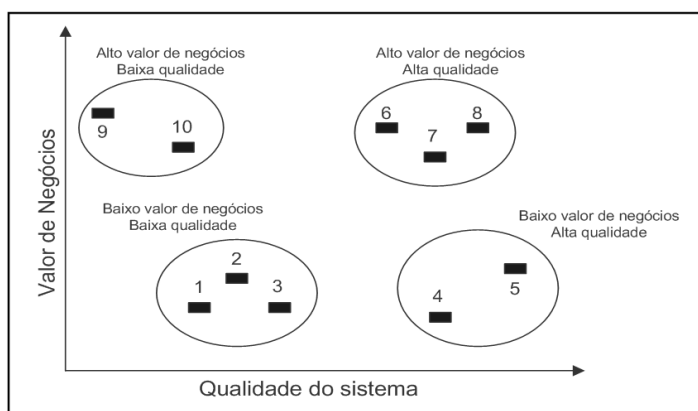 Alto valor de negócios
Baixa qualidade
Alto valor de negócios
Alta qualidade
9
10
6
7
8
Baixo valor de negócios
Baixa qualidade
Baixo valor de negócios
Alta qualidade
1
2
3
4
5
Valor de Negócios
Qualidade do sistema